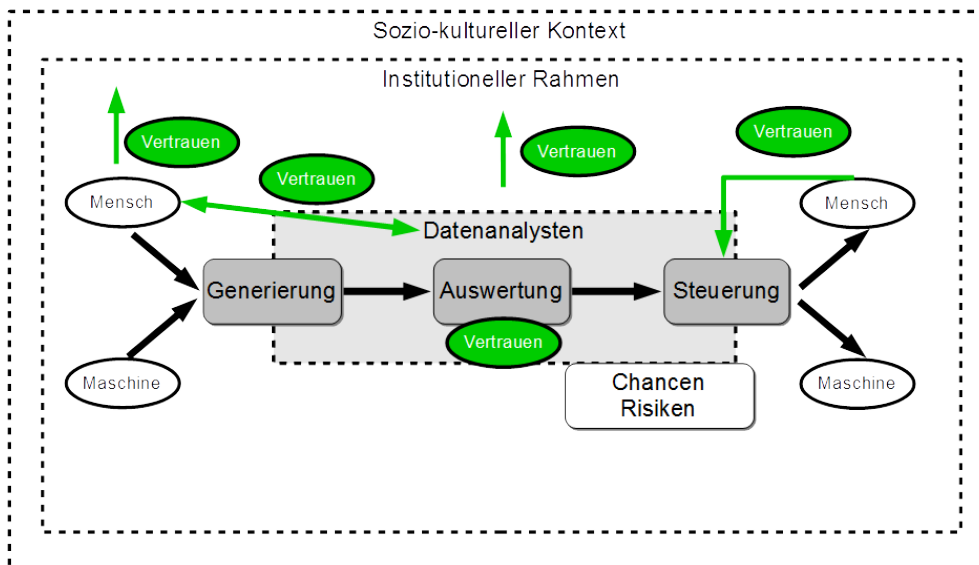 Sozio-kultureller Kontext
Institutioneller Rahmen
Vertrauen
Vertrauen
Vertrauen
Vertrauen
Mensch
Mensch
Datenanalysten
Generierung
Auswertung
Steuerung
Vertrauen
Maschine
Maschine
Chancen
Risiken